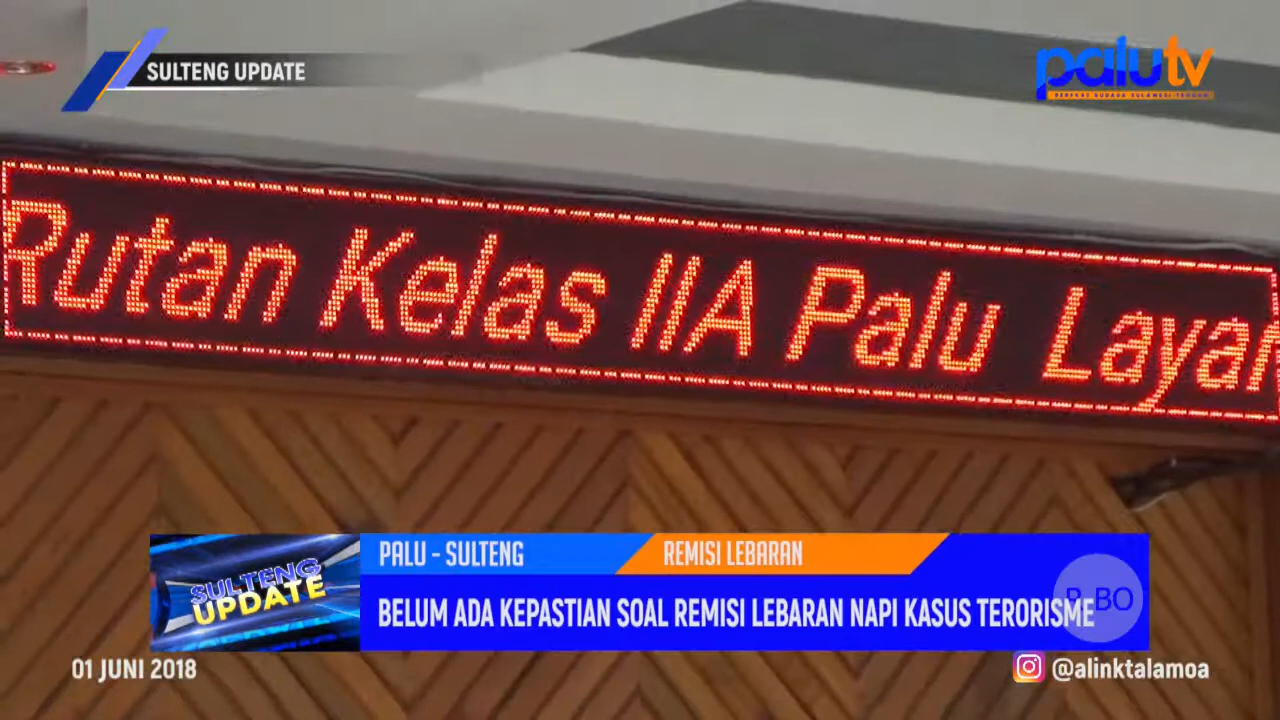 SULTENG UPDATE
palutv
Rutan Kelas IIA Palu Layan
PALU - SULTENG
REMISI LEBARAN
SULTENG
UPDATE
BELUM ADA KEPASTIAN SOAL REMISI LEBARAN NAPI KASUS TERORISME
01 JUNI 2018
@alinktalamoa